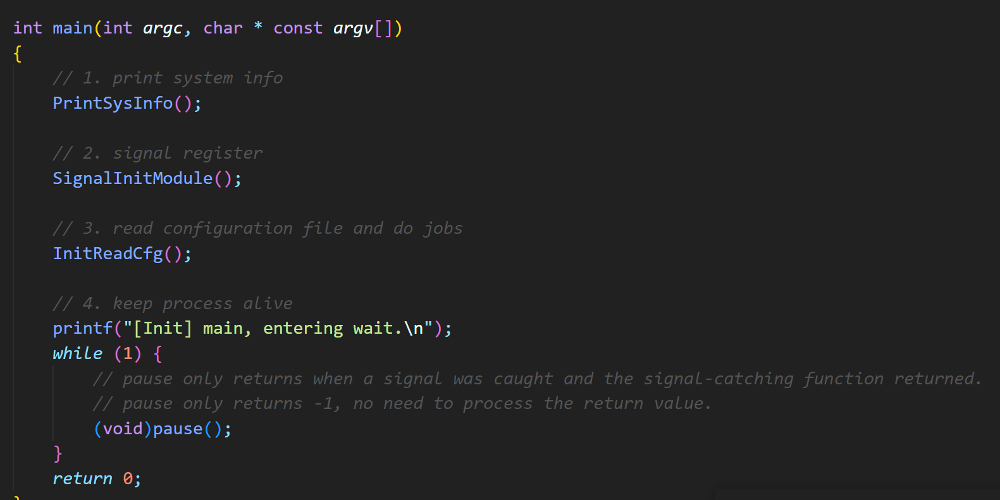 int main(int argc, char * const argv[])
{
    // 1. print system info
    PrintSysInfo();

    // 2. signal register
    SignalInitModule();

    // 3. read configuration file and do jobs
    InitReadCfg();

    // 4. keep process alive
    printf("[Init] main, entering wait.\n");
    while (1) {
        // pause only returns when a signal was caught and the signal-catching function returned.
        // pause only returns -1, no need to process the return value.
        (void)pause();
    }
    return 0;
}